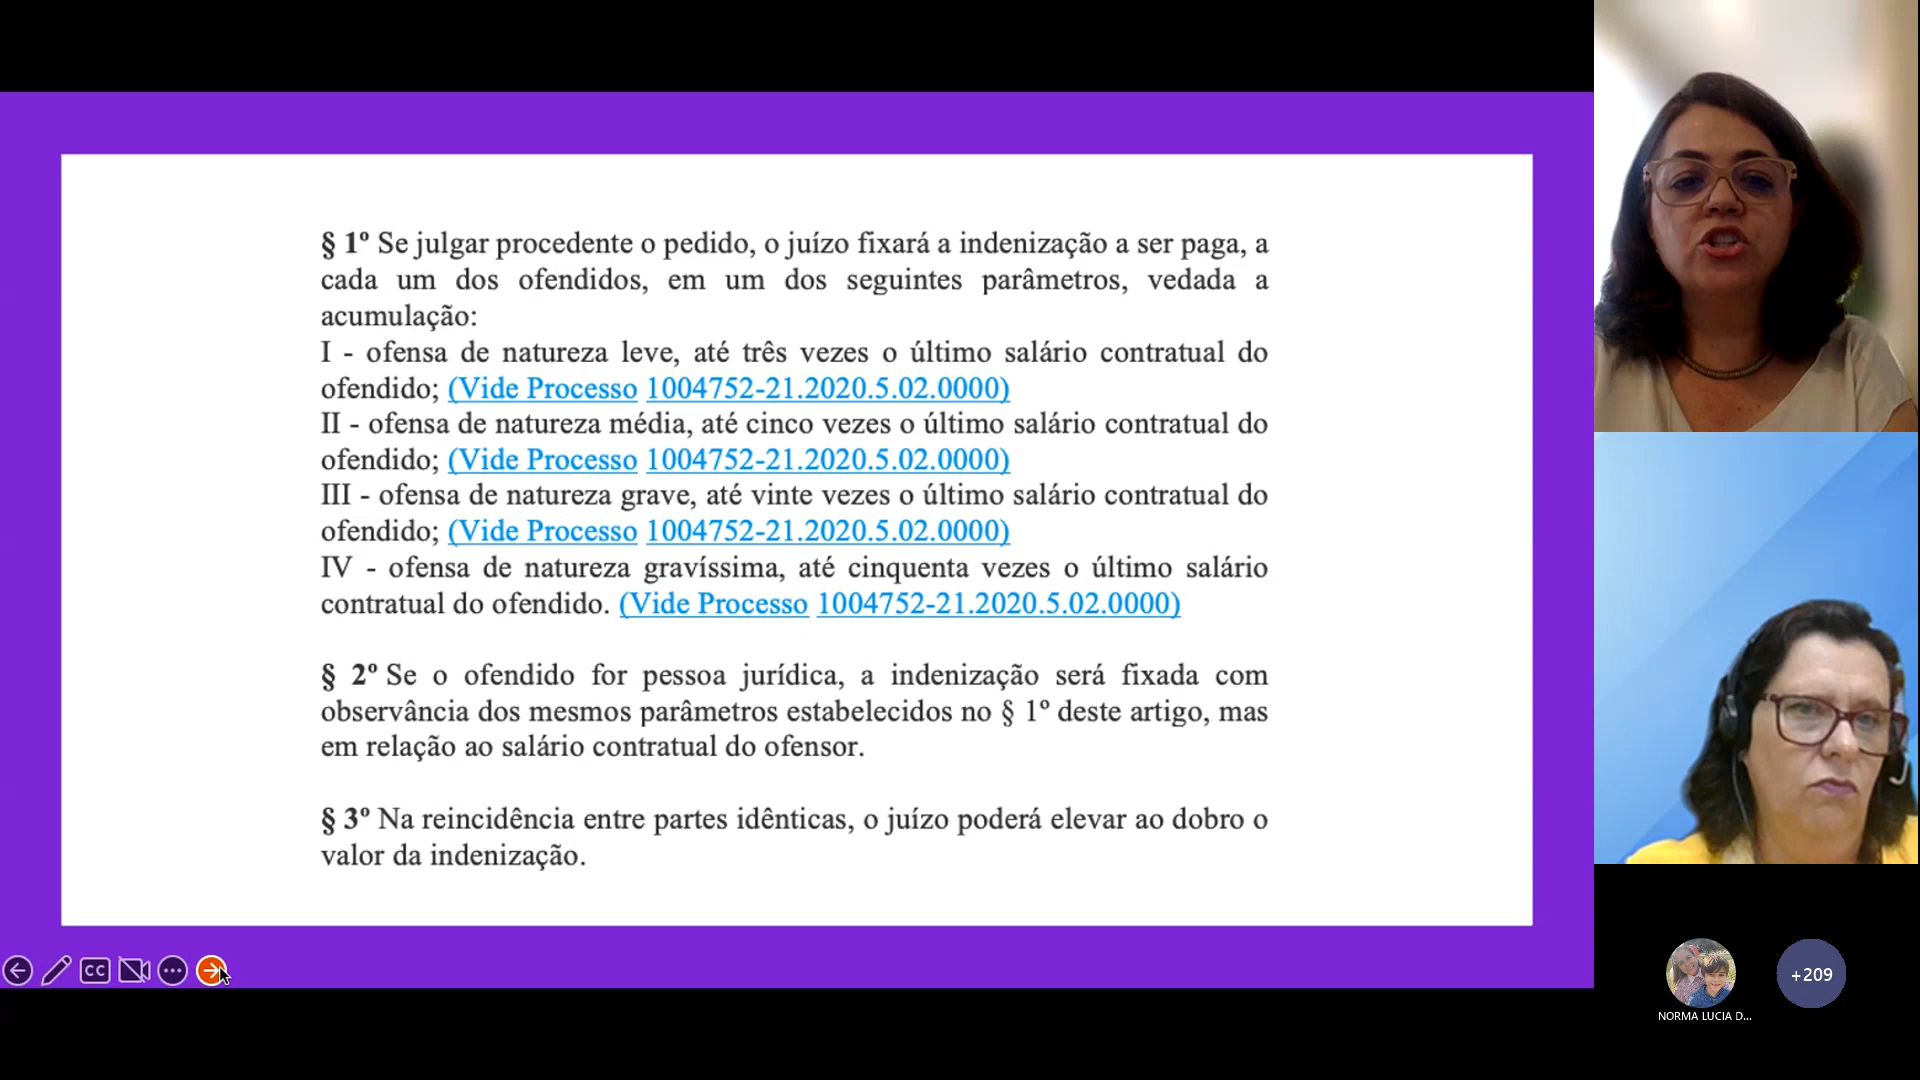 § 1º Se julgar procedente o pedido, o juízo fixará a indenização a ser paga, a
cada um dos ofendidos, em um dos seguintes parâmetros, vedada a
acumulação:
I - ofensa de natureza leve, até três vezes o último salário contratual do
ofendido; (Vide Processo 1004752-21.2020.5.02.0000)
II - ofensa de natureza média, até cinco vezes o último salário contratual do
ofendido; (Vide Processo 1004752-21.2020.5.02.0000)
III - ofensa de natureza grave, até vinte vezes o último salário contratual do
ofendido; (Vide Processo 1004752-21.2020.5.02.0000)
IV - ofensa de natureza gravíssima, até cinquenta vezes o último salário
contratual do ofendido. (Vide Processo 1004752-21.2020.5.02.0000)
§ 2º Se o ofendido for pessoa jurídica, a indenização será fixada com
observância dos mesmos parâmetros estabelecidos no § 1º deste artigo, mas
em relação ao salário contratual do ofensor.
§ 3º Na reincidência entre partes idênticas, o juízo poderá elevar ao dobro o
valor da indenização.
CC
+209
NORMA LUCIA D...